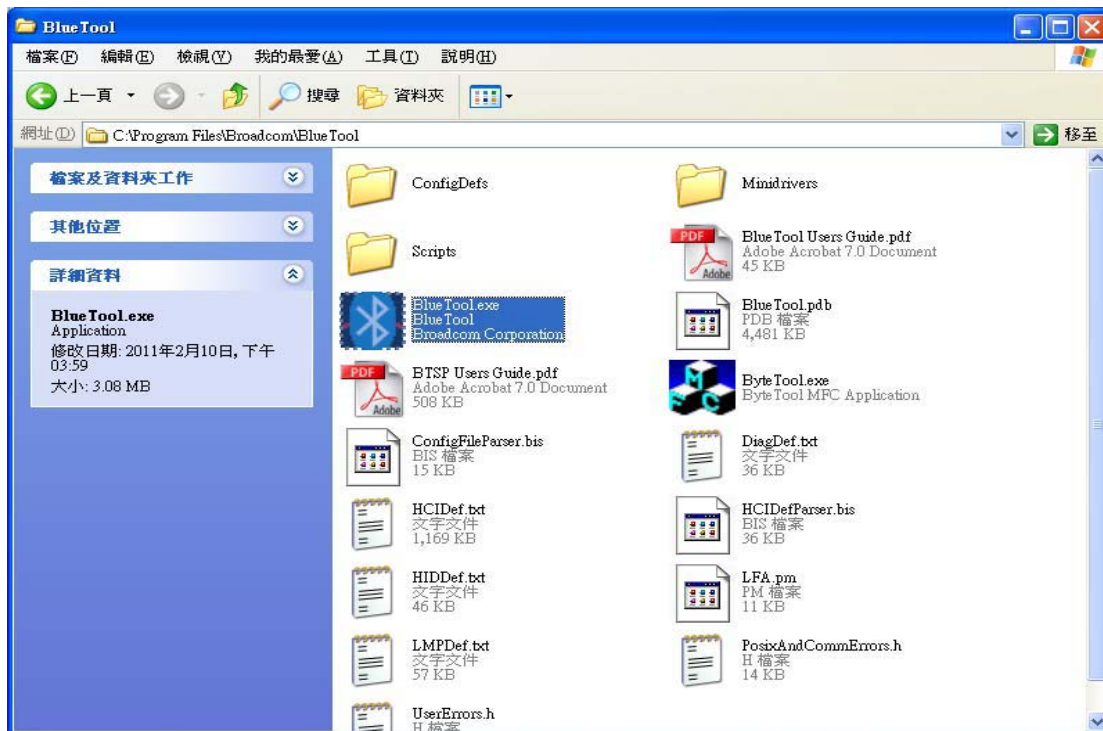 BlueTool
檔案(F) 編輯(E) 檢視(V) 我的最愛(A) 工具(T) 說明(H)
上一頁 搜尋 資料夾
網址(D) C:\Program Files\Broadcom\BlueTool 移至
檔案及資料夾工作
其他位置
詳細資料
BlueTool.exe
Application
修改日期: 2011年2月10日, 下午
03:59
大小: 3.08 MB
ConfigDefs
Minidrivers
Scripts
PDF
Adobe
BlueTool Users Guide.pdf
Adobe Acrobat 7.0 Document
45 KB
BlueTool.exe
BlueTool
Broadcom Corporation
BlueTool.pdb
PDB 檔案
4,481 KB
PDF
Adobe
BTSP Users Guide.pdf
Adobe Acrobat 7.0 Document
508 KB
MFC
ByteTool.exe
ByteTool MFC Application
ConfigFileParser.bis
BIS 檔案
15 KB
DiagDef.txt
文字文件
36 KB
HCIDef.txt
文字文件
1,169 KB
HCIDefParser.bis
BIS 檔案
36 KB
HIDDef.txt
文字文件
46 KB
LFA.pm
PM 檔案
11 KB
LMPDef.txt
文字文件
57 KB
PosixAndCommErrors.h
H 檔案
14 KB
UserErrors.h
H 檔案